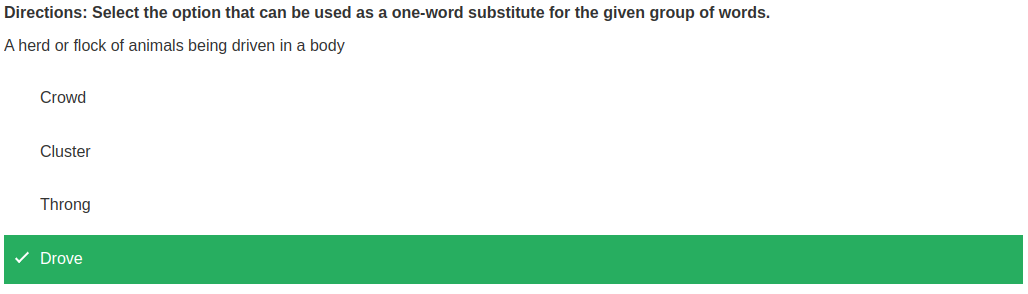 Directions: Select the option that can be used as a one-word substitute for the given group of words.
A herd or flock of animals being driven in a body
Crowd
Cluster
Throng
Drove